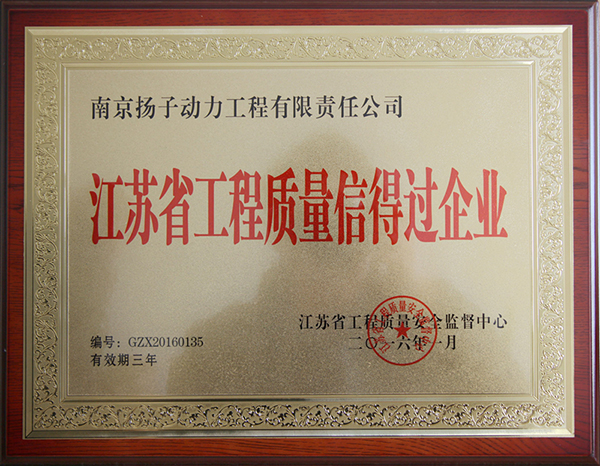 南京扬子动力工程有限责任公司
江苏省工程质量信得过企业
江苏省工程质量安全监督中心
二〇一六年一月
编号：GZX20160135
有效期三年